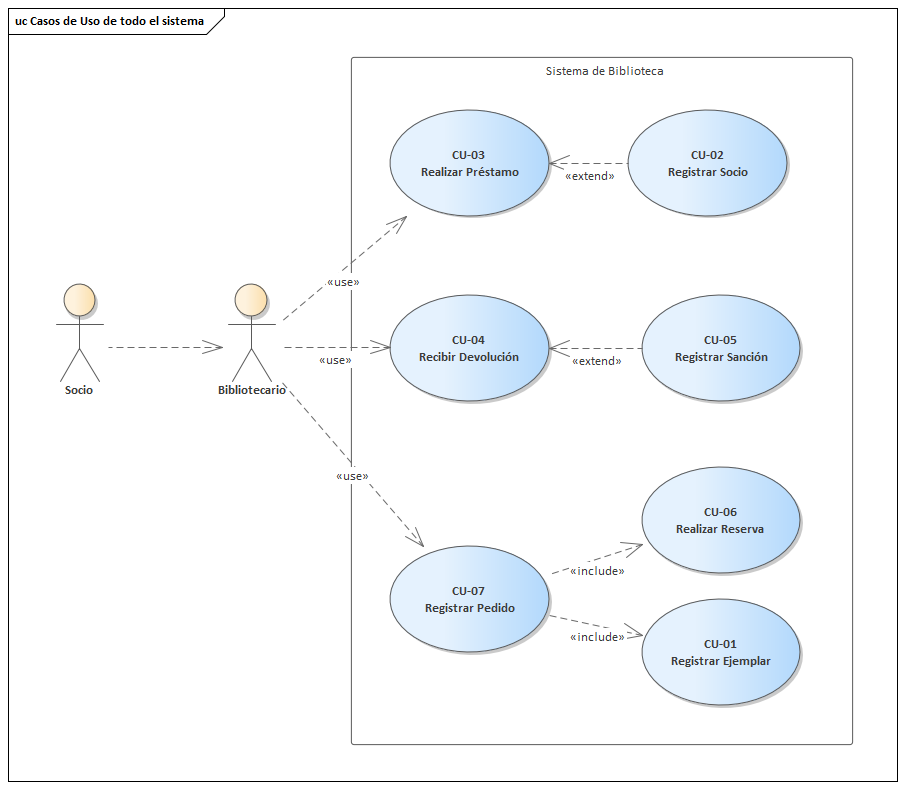 uc Casos de Uso de todo el sistema
Sistema de Biblioteca
CU-03
Realizar Préstamo
CU-02
Registrar Socio
«extend»
«use»
Socio
Bibliotecario
CU-04
Recibir Devolución
CU-05
Registrar Sanción
«use»
«extend»
«use»
CU-06
Realizar Reserva
CU-07
Registrar Pedido
«include»
«include»
CU-01
Registrar Ejemplar